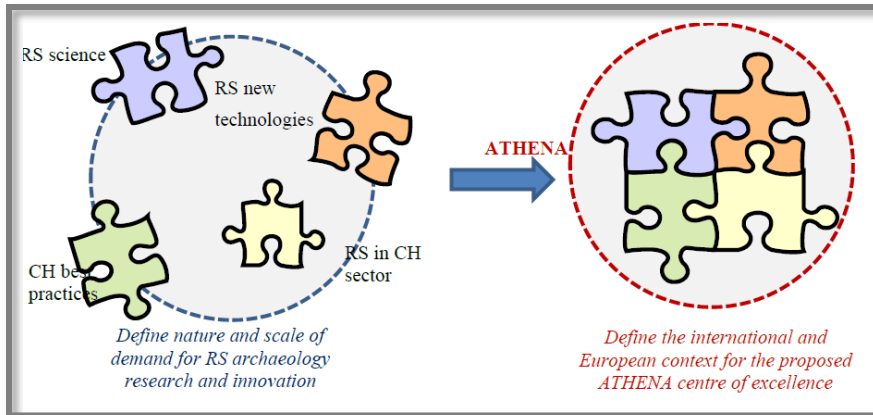 RS science
RS new
technologies
ATHENA
RS in CH
sector
CH best
practices
Define nature and scale of
demand for RS archaeology
research and innovation
Define the international and
European context for the proposed
ATHENA centre of excellence